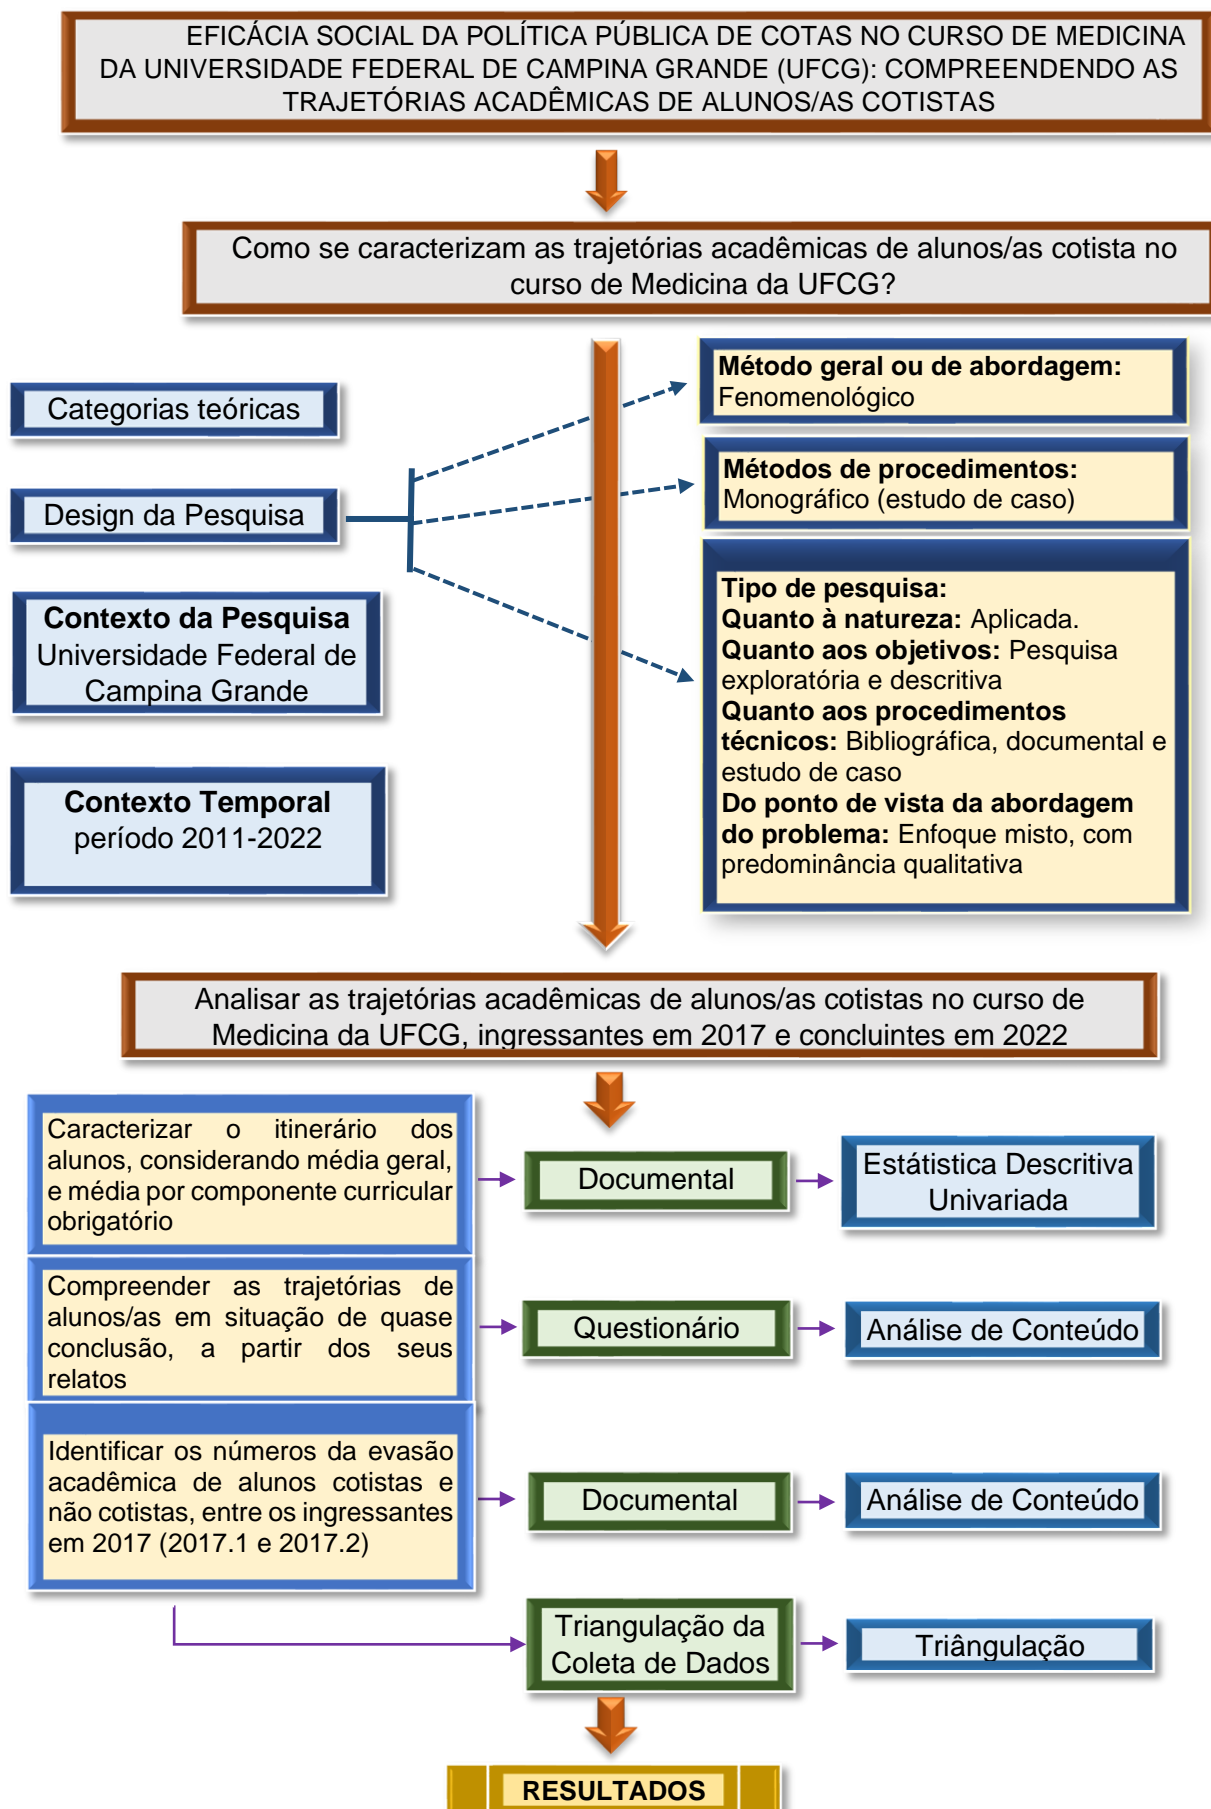 EFICÁCIA SOCIAL DA POLÍTICA PÚBLICA DE COTAS NO CURSO DE MEDICINA
DA UNIVERSIDADE FEDERAL DE CAMPINA GRANDE (UFCG): COMPREENDENDO AS
TRAJETÓRIAS ACADÊMICAS DE ALUNOS/AS COTISTAS
Como se caracterizam as trajetórias acadêmicas de alunos/as cotista no
curso de Medicina da UFCG?
Categorias teóricas
Design da Pesquisa
Contexto da Pesquisa
Universidade Federal de
Campina Grande
Contexto Temporal
período 2011-2022
Método geral ou de abordagem:
Fenomenológico
Métodos de procedimentos:
Monográfico (estudo de caso)
Tipo de pesquisa:
Quanto à natureza: Aplicada.
Quanto aos objetivos: Pesquisa
exploratória e descritiva
Quanto aos procedimentos
técnicos: Bibliográfica, documental e
estudo de caso
Do ponto de vista da abordagem
do problema: Enfoque misto, com
predominância qualitativa
Analisar as trajetórias acadêmicas de alunos/as cotistas no curso de
Medicina da UFCG, ingressantes em 2017 e concluintes em 2022
Caracterizar o itinerário dos
alunos, considerando média geral,
e média por componente curricular
obrigatório
Documental
Estátistica Descritiva
Univariada
Compreender as trajetórias de
alunos/as em situação de quase
conclusão, a partir dos seus
relatos
Questionário
Análise de Conteúdo
Identificar os números da evasão
acadêmica de alunos cotistas e
não cotistas, entre os ingressantes
em 2017 (2017.1 e 2017.2)
Documental
Análise de Conteúdo
Triangulação da
Coleta de Dados
Triângulação
RESULTADOS